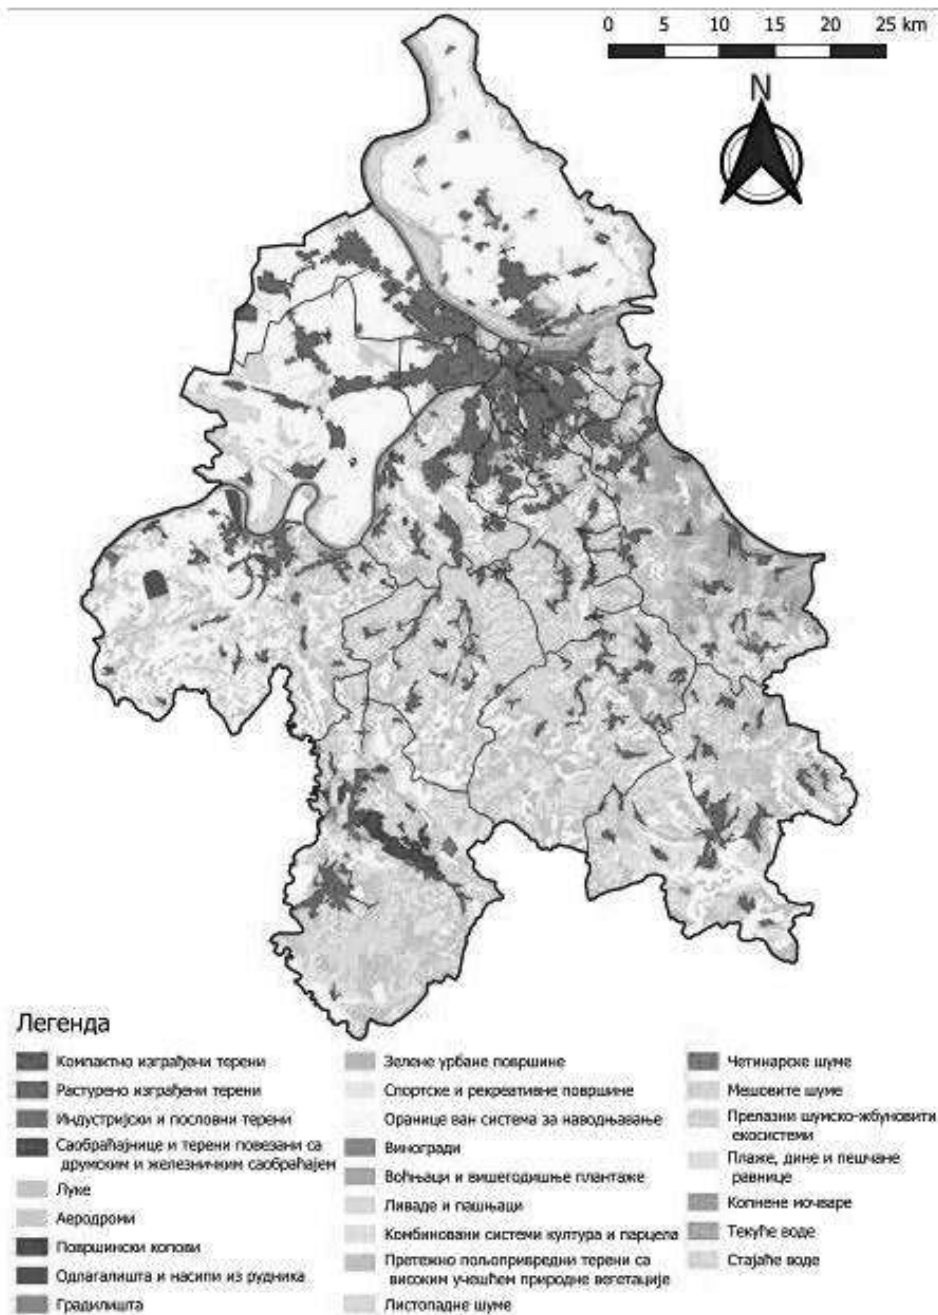 0 5 10 15 20 25 km
N
Легенда
Компактно изграђени терени
Растурено изграђени терени
Индустријски и пословни терени
Саобраћајнице и терени повезани са
друмским и железничким саобраћајем
Луке
Аеродроми
Површински копови
Одлагалишта и насипи из рудника
Градилишта
Зелене урбане површине
Спортске и рекреативне површине
Оранице ван система за наводњавање
Виногради
Воћњаци и вишегодишње плантаже
Ливаде и пашњаци
Комбиновани системи култура и парцела
Претежно пољопривредни терени са
високим учешћем природне вегетације
Листопадне шуме
Четинарске шуме
Мешовите шуме
Прелазни шумско-жбуновити
екосистеми
Плаже, дине и пешчане
равнице
Копнене мочваре
Текуће воде
Стајаће воде